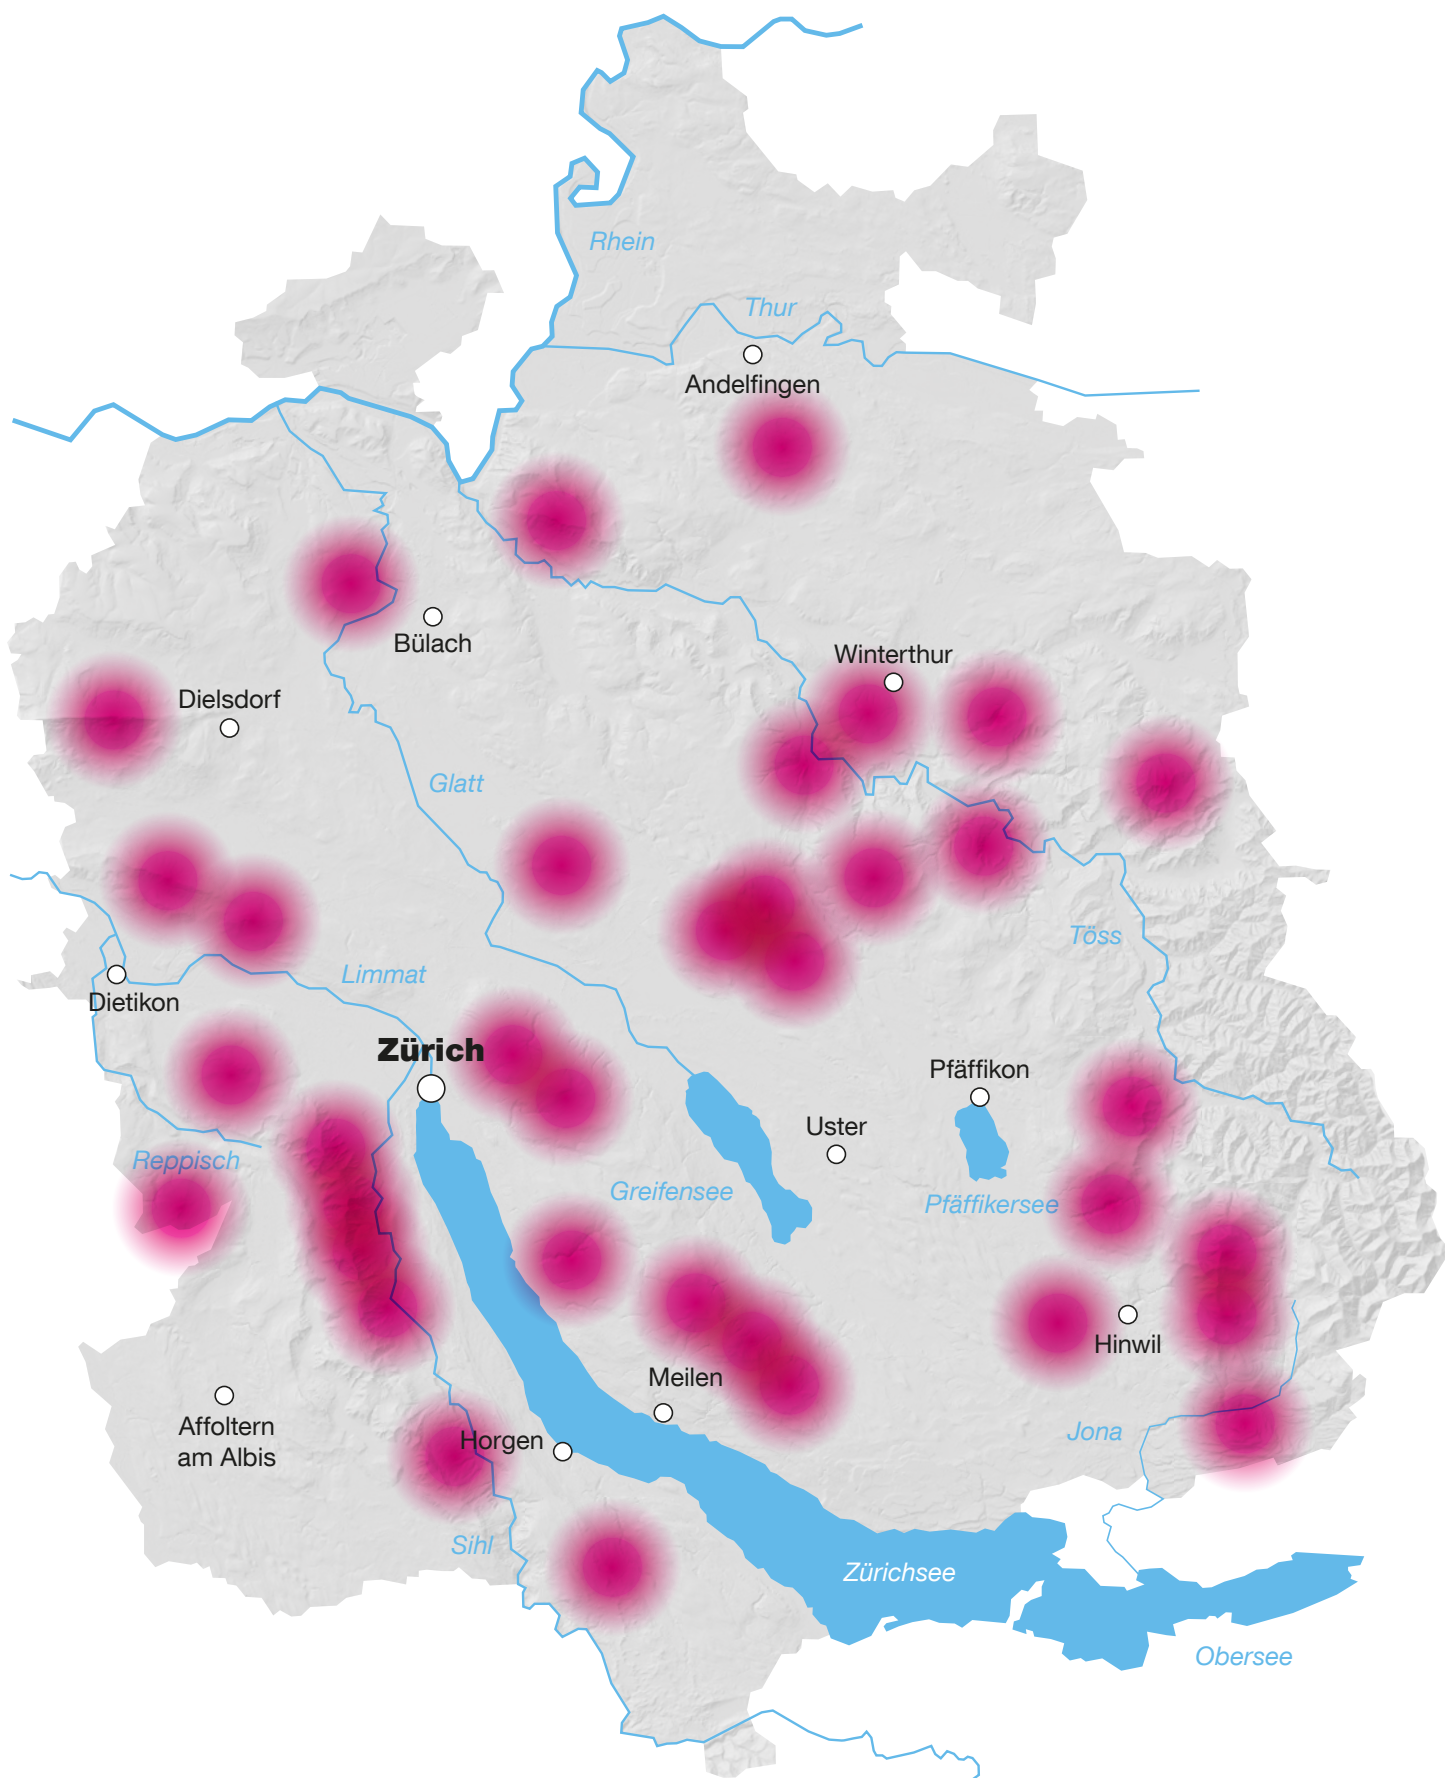 Rhein
Thur
Andelfingen
Bülach
Winterthur
Dielsdorf
Glatt
Töss
Limmat
Dietikon
Zürich
Pfäffikon
Uster
Reppisch
Greifensee
Pfäffikersee
Hinwil
Meilen
Affoltern
am Albis
Horgen
Jona
Sihl
Zürichsee
Obersee